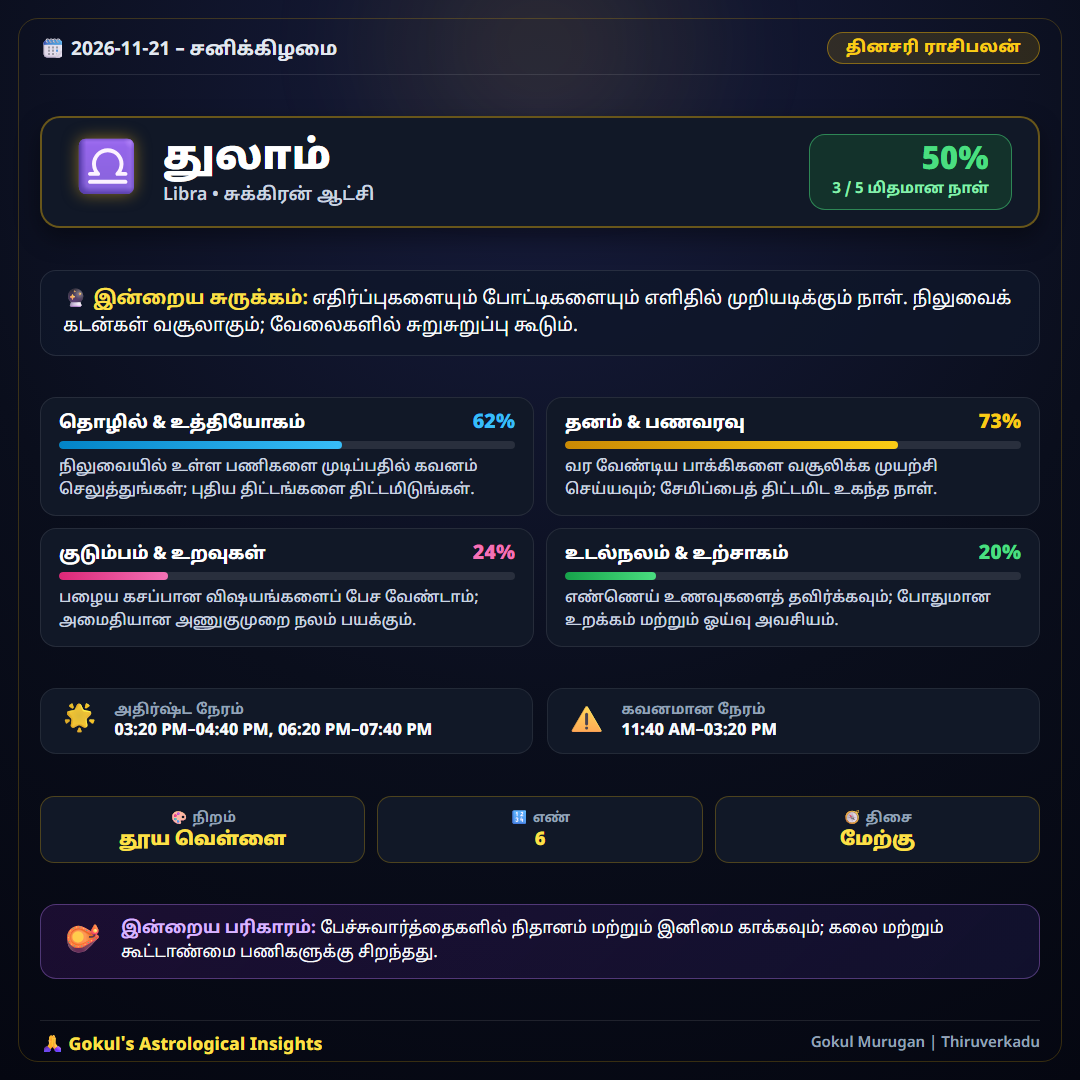 2026-11-21 – சனிக்கிழமை
தினசரி ராசிபலன்
துலாம்
Libra • சுக்கிரன் ஆட்சி
50%
3 / 5 மிதமான நாள்
இன்றைய சுருக்கம்: எதிர்ப்புகளையும் போட்டிகளையும் எளிதில் முறியடிக்கும் நாள். நிலுவைக்
கடன்கள் வசூலாகும்; வேலைகளில் சுறுசுறுப்பு கூடும்.
தொழில் & உத்தியோகம் 62%
நிலுவையில் உள்ள பணிகளை முடிப்பதில் கவனம்
செலுத்துங்கள்; புதிய திட்டங்களை திட்டமிடுங்கள்.
தனம் & பணவரவு 73%
வர வேண்டிய பாக்கிகளை வசூலிக்க முயற்சி
செய்யவும்; சேமிப்பைத் திட்டமிட உகந்த நாள்.
குடும்பம் & உறவுகள் 24%
பழைய கசப்பான விஷயங்களைப் பேச வேண்டாம்;
அமைதியான அணுகுமுறை நலம் பயக்கும்.
உடல்நலம் & உற்சாகம் 20%
எண்ணெய் உணவுகளைத் தவிர்க்கவும்; போதுமான
உறக்கம் மற்றும் ஓய்வு அவசியம்.
அதிர்ஷ்ட நேரம்
03:20 PM–04:40 PM, 06:20 PM–07:40 PM
கவனமான நேரம்
11:40 AM–03:20 PM
நிறம்
தூய வெள்ளை
எண்
6
திசை
மேற்கு
இன்றைய பரிகாரம்: பேச்சுவார்த்தைகளில் நிதானம் மற்றும் இனிமை காக்கவும்; கலை மற்றும்
கூட்டாண்மை பணிகளுக்கு சிறந்தது.
Gokul's Astrological Insights
Gokul Murugan | Thiruverkadu